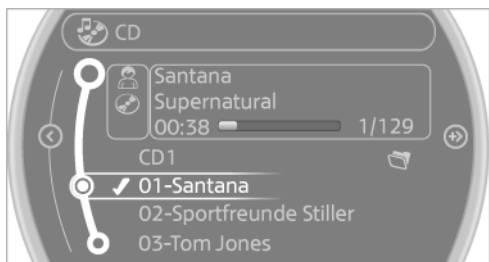 CD
Santana
Supernatural
00:38 1/129
CD1
01-Santana
02-Sportfreunde Stiller
03-Tom Jones